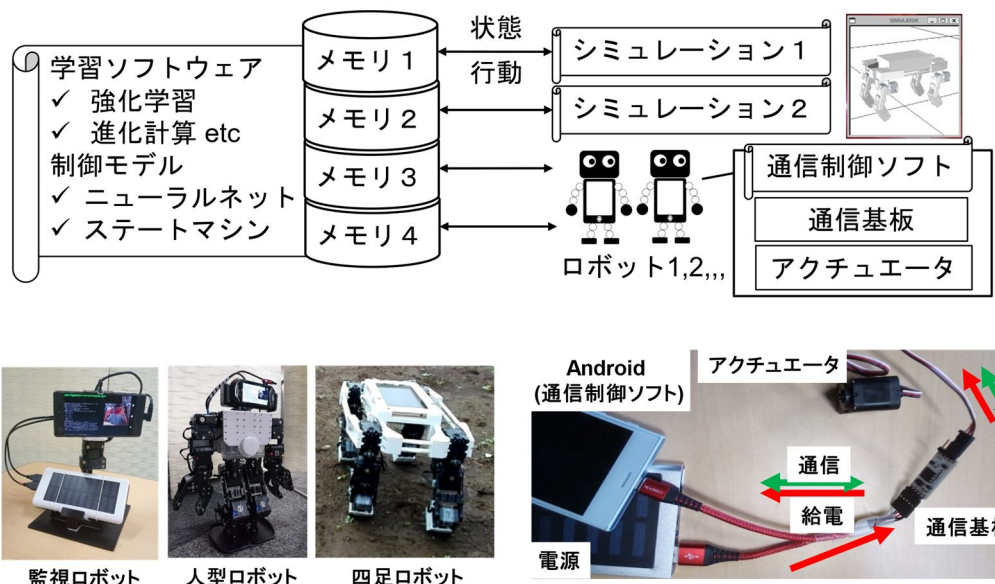 学習ソフトウェア
✓ 強化学習
✓ 進化計算 etc
制御モデル
✓ ニューラルネット
✓ ステートマシン
メモリ１
メモリ２
メモリ３
メモリ４
状態
行動
シミュレーション１
シミュレーション２
SIMULATOR
ロボット1,2,,,
通信制御ソフト
通信基板
アクチュエータ
監視ロボット
人型ロボット
四足ロボット
Android
(通信制御ソフト)
アクチュエータ
通信
給電
電源
通信基板